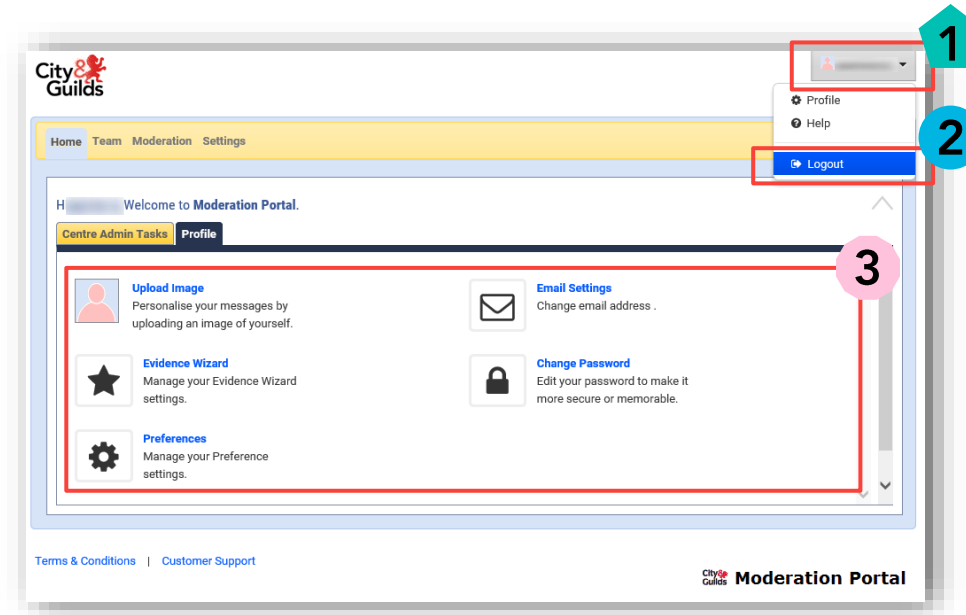 1
City&
Guilds
Profile
Help
2
Home Team Moderation Settings
Logout
H Welcome to Moderation Portal.
Centre Admin Tasks Profile
3
Upload Image
Personalise your messages by
uploading an image of yourself.
Email Settings
Change email address .
Evidence Wizard
Manage your Evidence Wizard
settings.
Change Password
Edit your password to make it
more secure or memorable.
Preferences
Manage your Preference
settings.
Terms & Conditions | Customer Support
City&
Guilds Moderation Portal